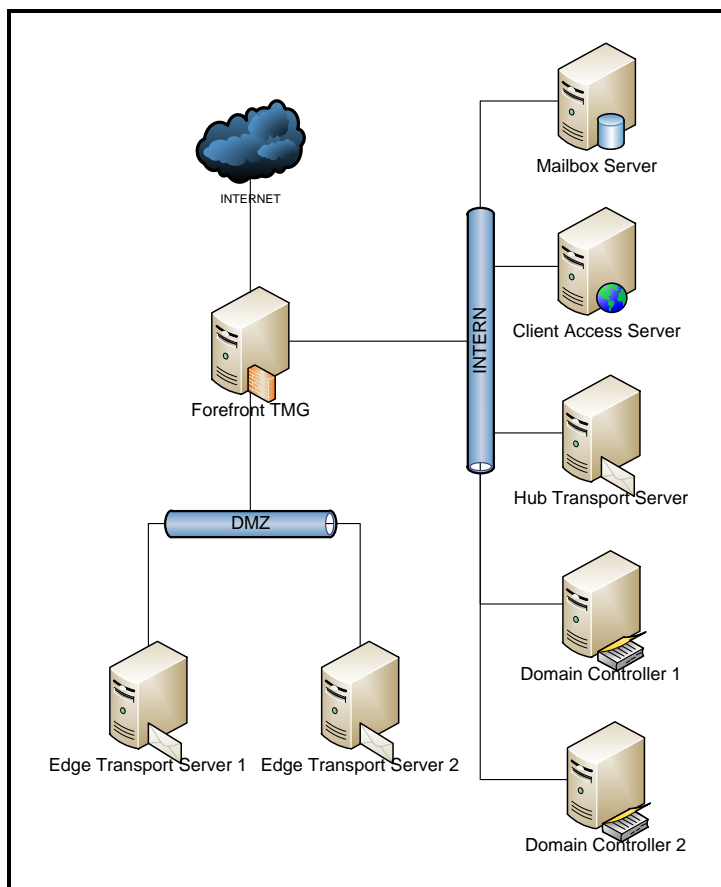 Mailbox Server
INTERNET
Client Access Server
INTERN
Forefront TMG
Hub Transport Server
DMZ
Domain Controller 1
Edge Transport Server 1
Edge Transport Server 2
Domain Controller 2